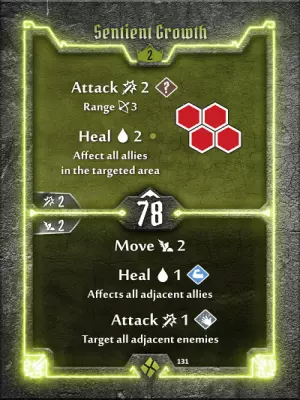 Sentient Growth
2
Attack 2 ?
Range 3
Heal 2
Affect all allies
in the targeted area
2
78
2
Move 2
Heal 1
Affects all adjacent allies
Attack 1
Target all adjacent enemies
131